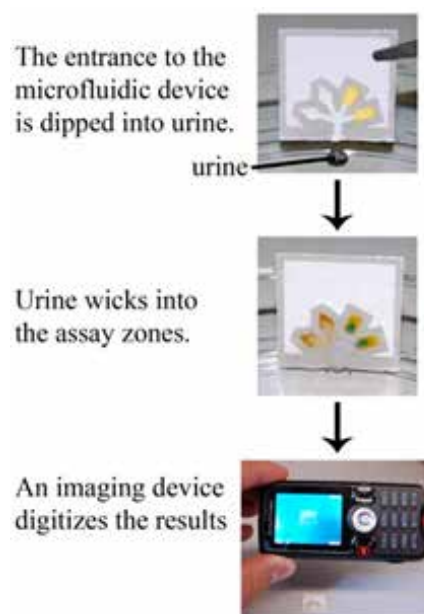 The entrance to the
microfluidic device
is dipped into urine.
urine
Urine wicks into
the assay zones.
An imaging device
digitizes the results